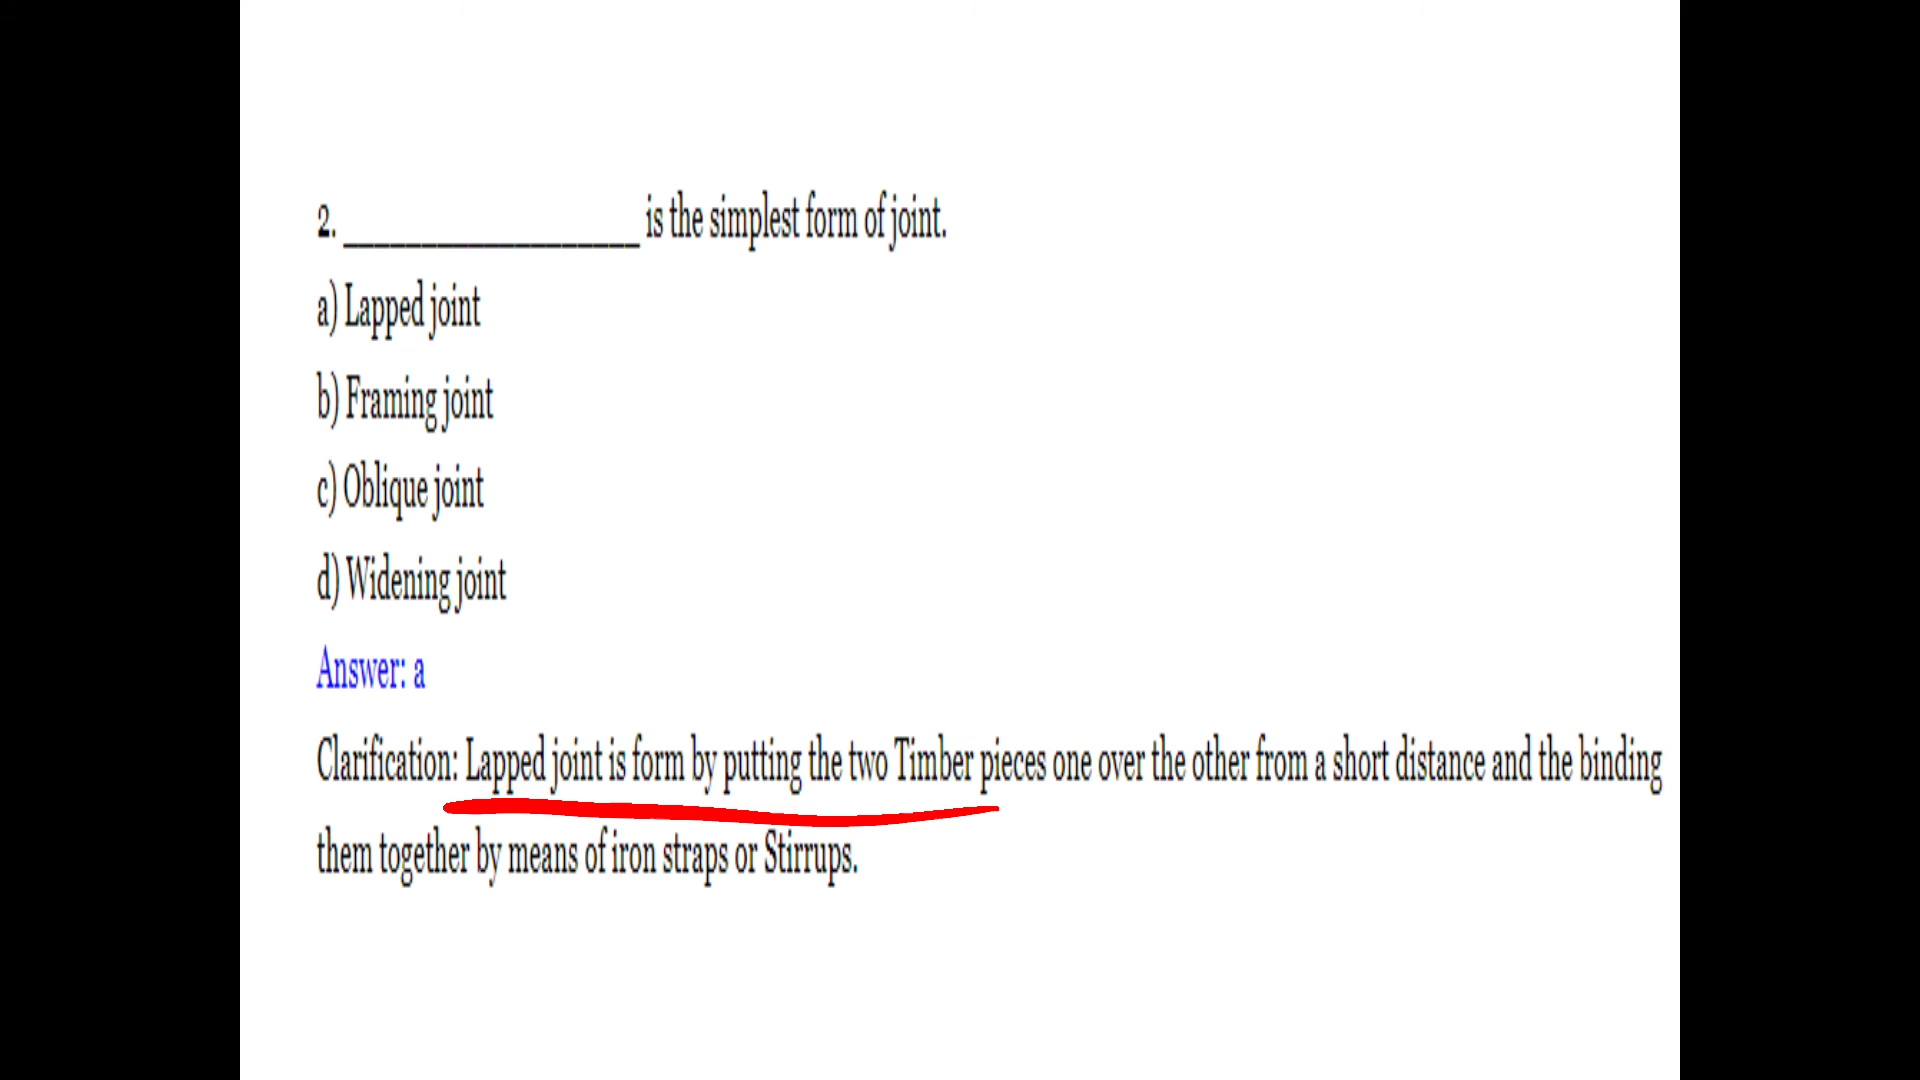 2. ___________________ is the simplest form of joint.
a) Lapped joint
b) Framing joint
c) Oblique joint
d) Widening joint
Answer: a
Clarification: Lapped joint is form by putting the two Timber pieces one over the other from a short distance and the binding
them together by means of iron straps or Stirrups.